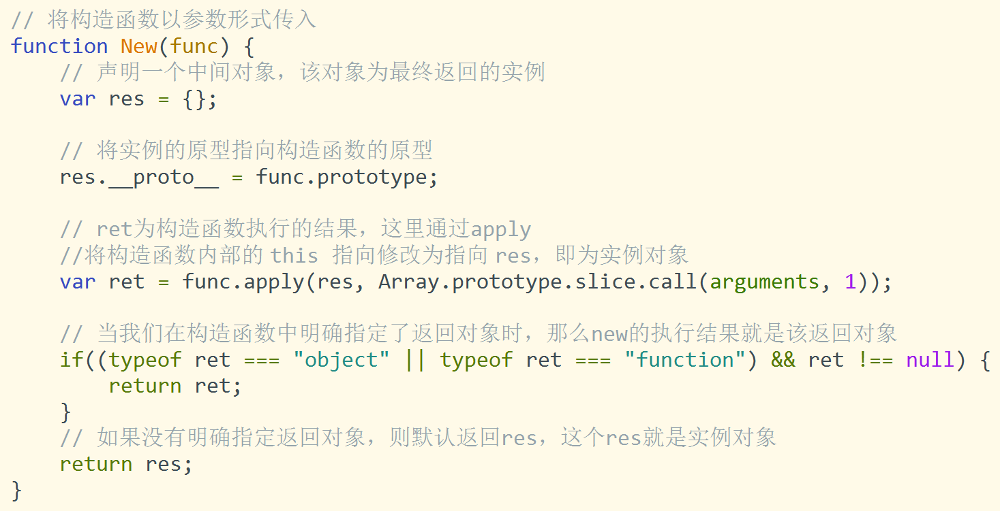 // 将构造函数以参数形式传入
function New(func) {
    // 声明一个中间对象，该对象为最终返回的实例
    var res = {};

    // 将实例的原型指向构造函数的原型
    res.__proto__ = func.prototype;

    // ret为构造函数执行的结果，这里通过apply
    //将构造函数内部的 this 指向修改为指向 res，即为实例对象
    var ret = func.apply(res, Array.prototype.slice.call(arguments, 1));

    // 当我们在构造函数中明确指定了返回对象时，那么new的执行结果就是该返回对象
    if((typeof ret === "object" || typeof ret === "function") && ret !== null) {
        return ret;
    }
    // 如果没有明确指定返回对象，则默认返回res，这个res就是实例对象
    return res;
}